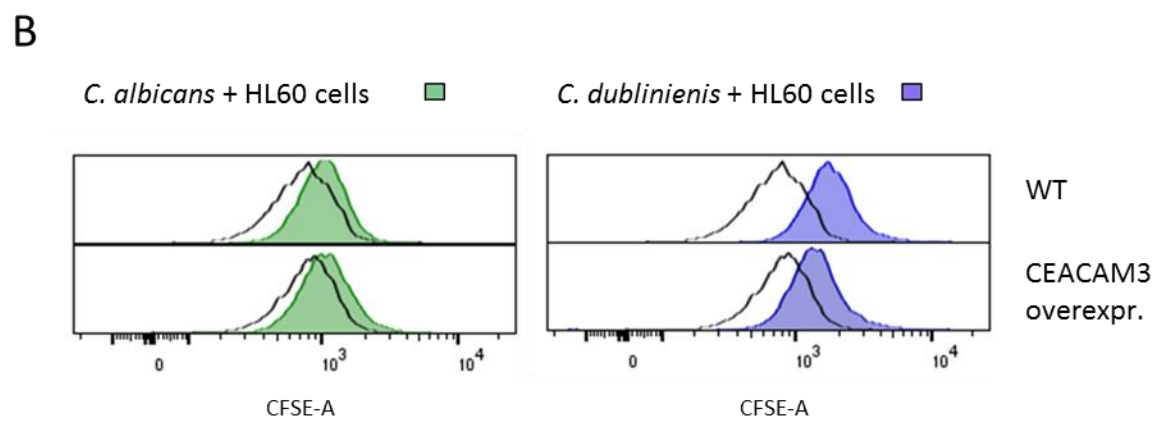 B
C. albicans + HL60 cells
C. dublinienis + HL60 cells
WT
CEACAM3
overexpr.
0 10³ 10⁴
0 10³ 10⁴
CFSE-A
CFSE-A